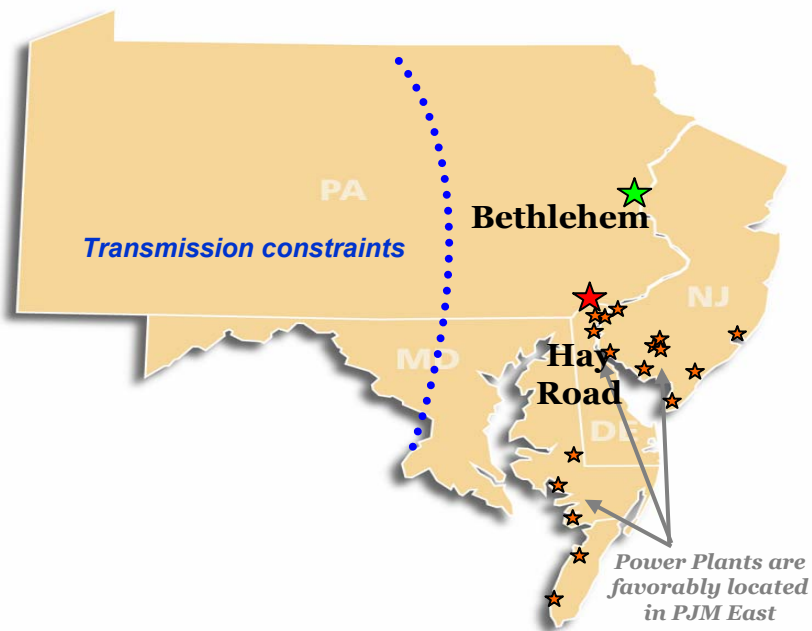 PA
Bethlehem
Transmission constraints
NJ
MD
Hay
Road
DE
Power Plants are
favorably located
in PJM East